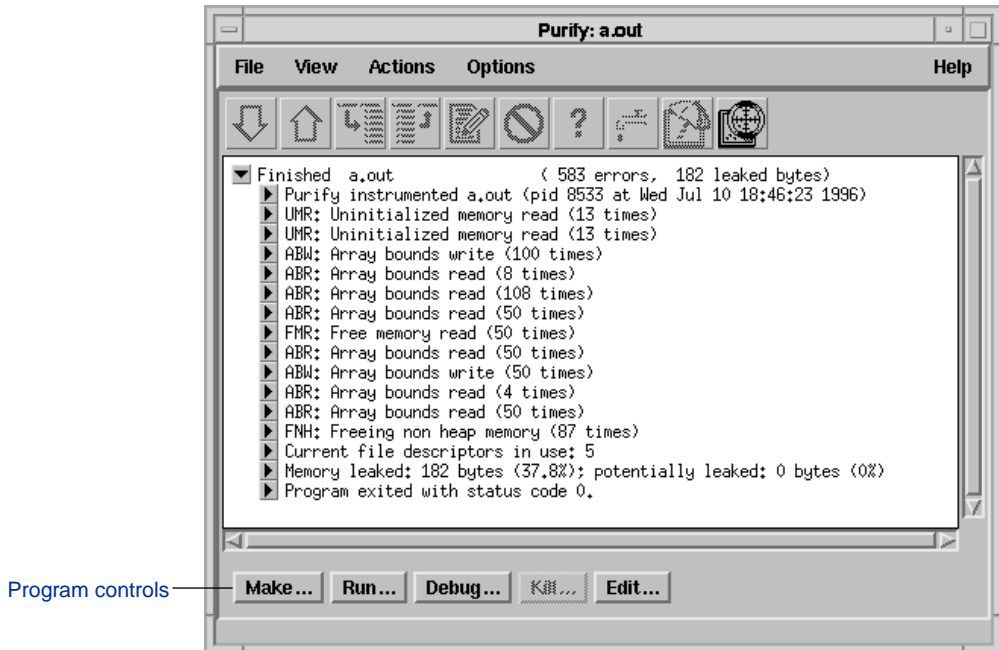 Purify: a.out
File View Actions Options Help
?
Finished a.out ( 583 errors, 182 leaked bytes)
Purify instrumented a.out (pid 8533 at Wed Jul 10 18:46:23 1996)
UMR: Uninitialized memory read (13 times)
UMR: Uninitialized memory read (13 times)
ABW: Array bounds write (100 times)
ABR: Array bounds read (8 times)
ABR: Array bounds read (108 times)
ABR: Array bounds read (50 times)
FMR: Free memory read (50 times)
ABR: Array bounds read (50 times)
ABW: Array bounds write (50 times)
ABR: Array bounds read (4 times)
ABR: Array bounds read (50 times)
FNH: Freeing non heap memory (87 times)
Current file descriptors in use: 5
Memory leaked: 182 bytes (37.8%); potentially leaked: 0 bytes (0%)
Program exited with status code 0.
Program controls
Make... Run... Debug... Kill... Edit...